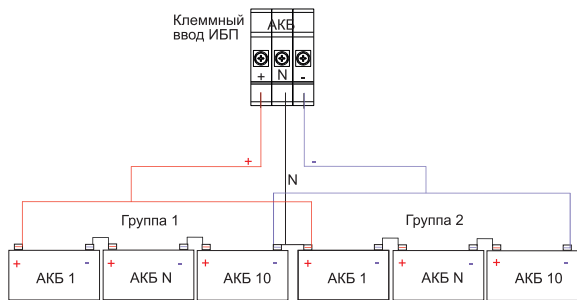 Клеммный
ввод ИБП
АКБ
+ N -
+ -
N
Группа 1 Группа 2
+ - + - + - + - + - + -
АКБ 1 АКБ N АКБ 10 АКБ 1 АКБ N АКБ 10